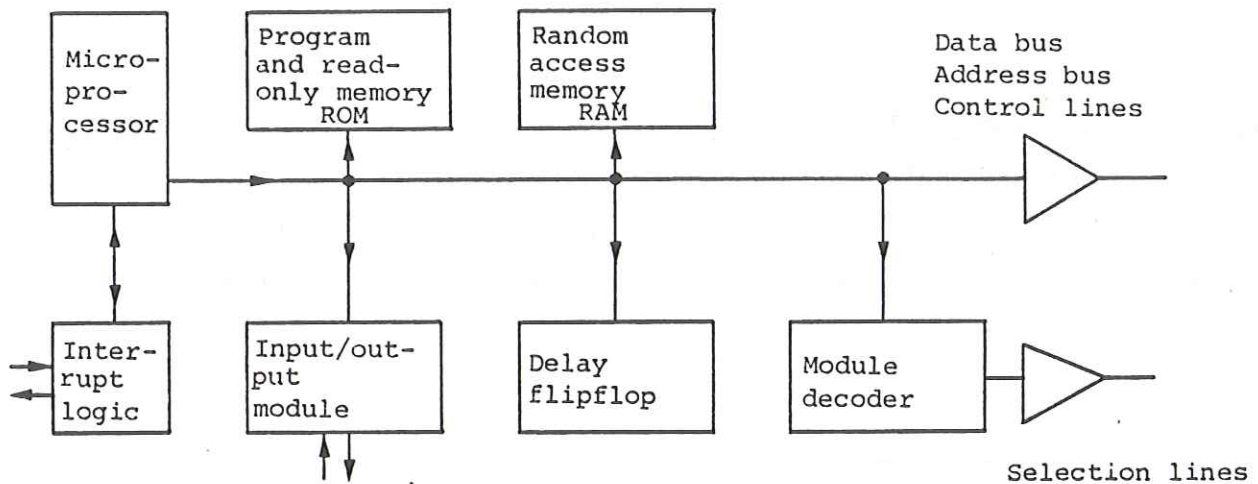 Micro-
pro-
cessor
Program
and read-
only memory
ROM
Random
access
memory
RAM
Data bus
Address bus
Control lines
Inter-
rupt
logic
Input/out-
put
module
Delay
flipflop
Module
decoder
Selection lines